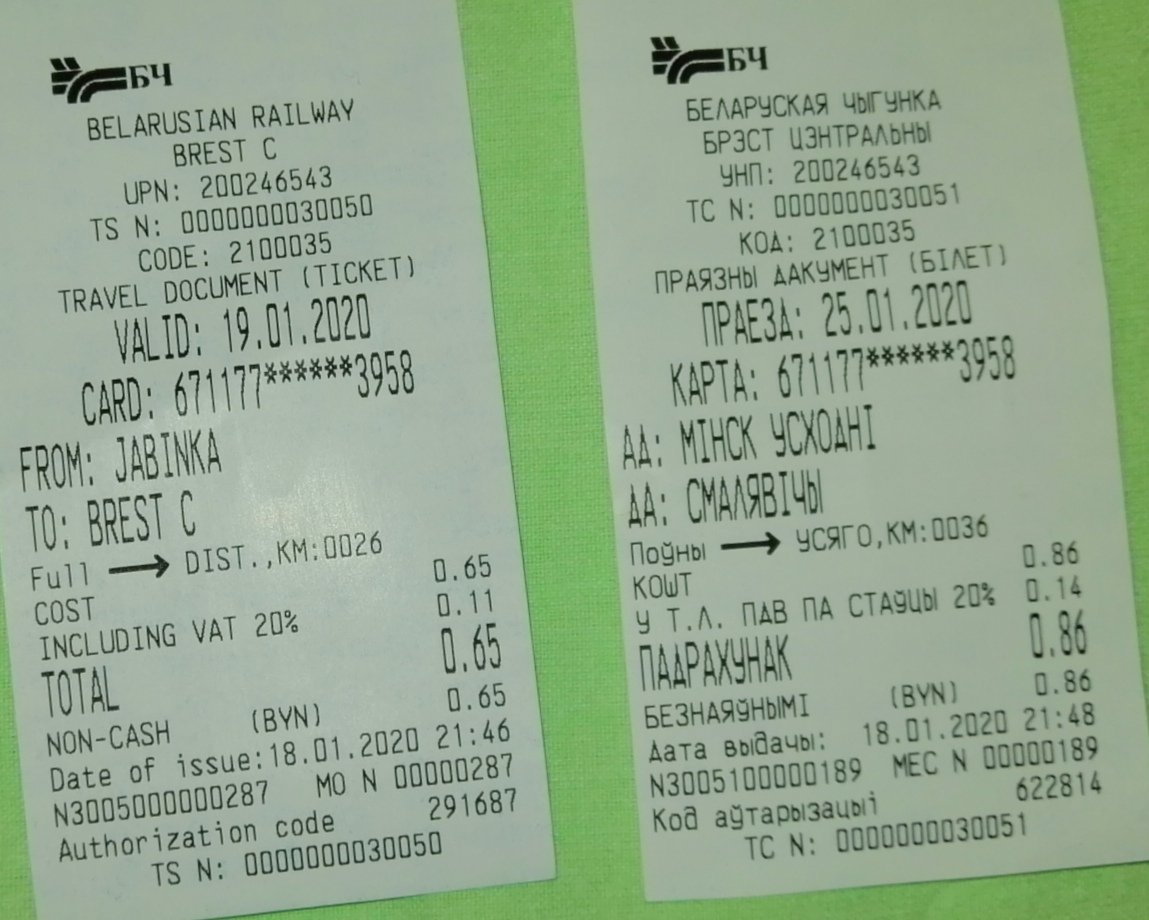 БЧ
BELARUSIAN RAILWAY
BREST C
UPN: 200246543
TS N: 0000000030050
CODE: 2100035
TRAVEL DOCUMENT (TICKET)
VALID: 19.01.2020
CARD: 671177******3958
FROM: JABINKA
TO: BREST C
Full → DIST.,KM:0026
COST 0.65
INCLUDING VAT 20% 0.11
TOTAL 0.65
NON-CASH (BYN) 0.65
Date of issue:18.01.2020 21:46
N3005000000287 MO N 00000287
Authorization code 291687
TS N: 0000000030050
БЧ
БЕЛАРУСКАЯ ЧЫГУНКА
БРЭСТ ЦЭНТРАЛЬНЫ
УНП: 200246543
ТС N: 0000000030051
КОД: 2100035
ПРАЯЗНЫ ДАКУМЕНТ (БІЛЕТ)
ПРАЕЗД: 25.01.2020
КАРТА: 671177******3958
АД: МІНСК УСХОДНІ
ДА: СМАЛЯВІЧЫ
Поўны → УСЯГО,КМ:0036
КОШТ 0.86
У Т.Л. ПДВ ПА СТАЎЦЫ 20% 0.14
ПАДРАХУНАК 0.86
БЕЗНАЯЎНЫМІ (BYN) 0.86
Дата выдачы: 18.01.2020 21:48
N3005100000189 МЕС N 00000189
Код аўтарызацыі 622814
ТС N: 0000000030051